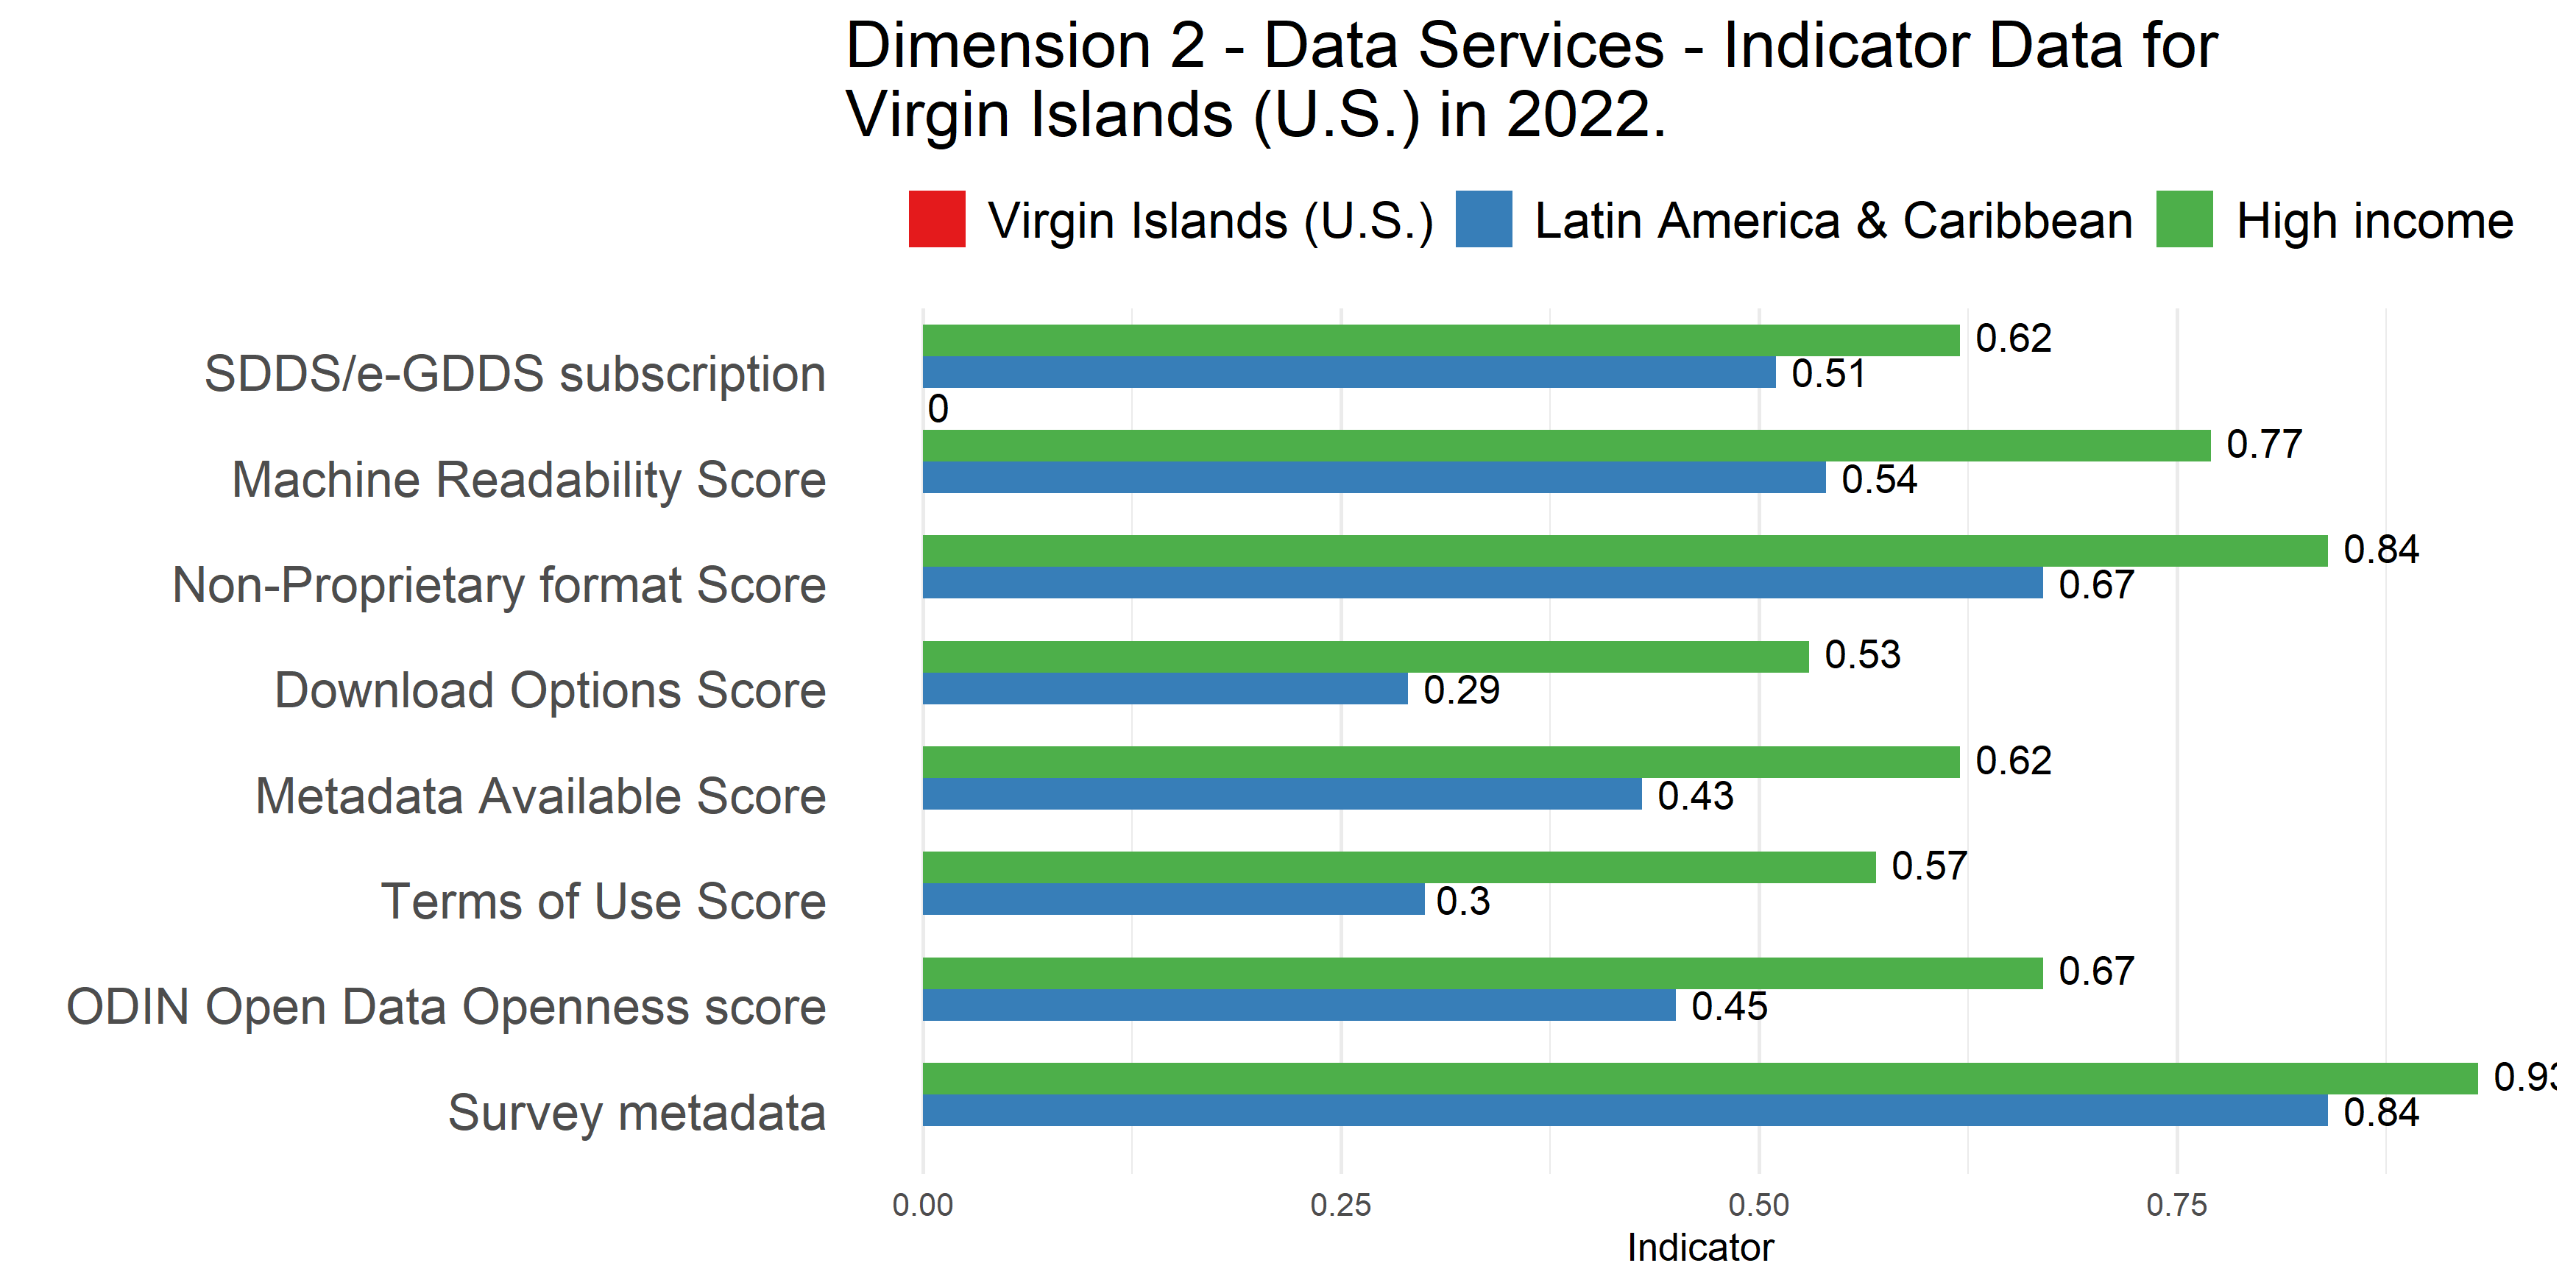 Dimension 2 - Data Services - Indicator Data for
Virgin Islands (U.S.) in 2022.
Virgin Islands (U.S.) Latin America & Caribbean High income
SDDS/e-GDDS subscription
0.62
0.51
0
Machine Readability Score
0.77
0.54
Non-Proprietary format Score
0.84
0.67
Download Options Score
0.53
0.29
Metadata Available Score
0.62
0.43
Terms of Use Score
0.57
0.3
ODIN Open Data Openness score
0.67
0.45
Survey metadata
0.93
0.84
0.00 0.25 0.50 0.75
Indicator